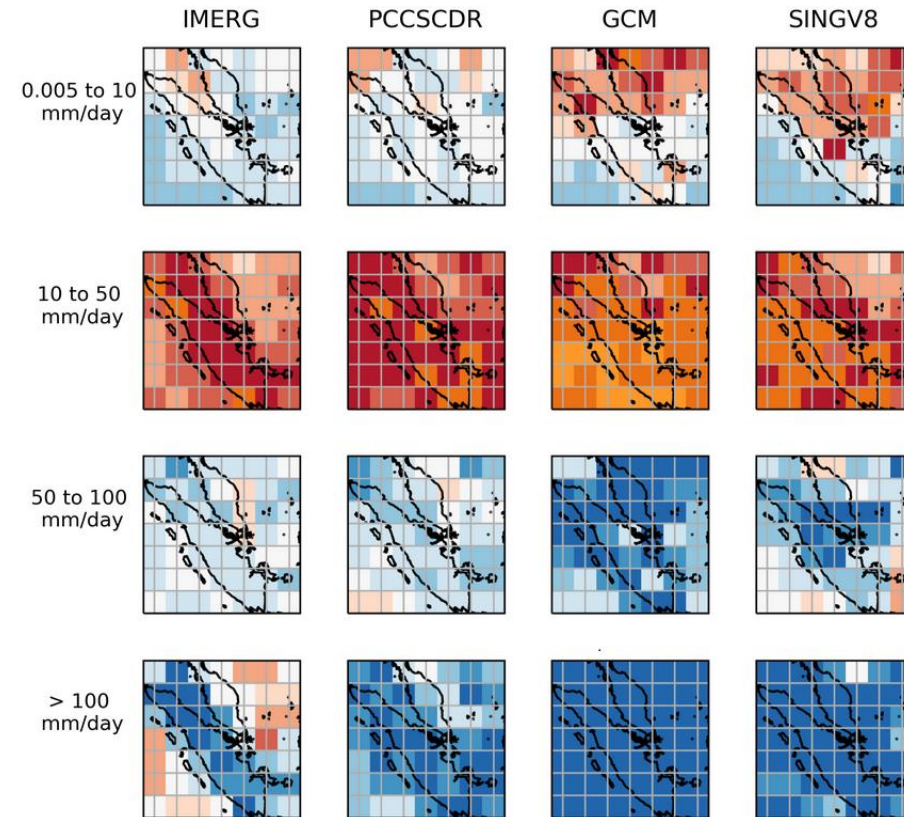 IMERG PCCSCDR GCM SINGV8
0.005 to 10
mm/day
10 to 50
mm/day
50 to 100
mm/day
> 100
mm/day